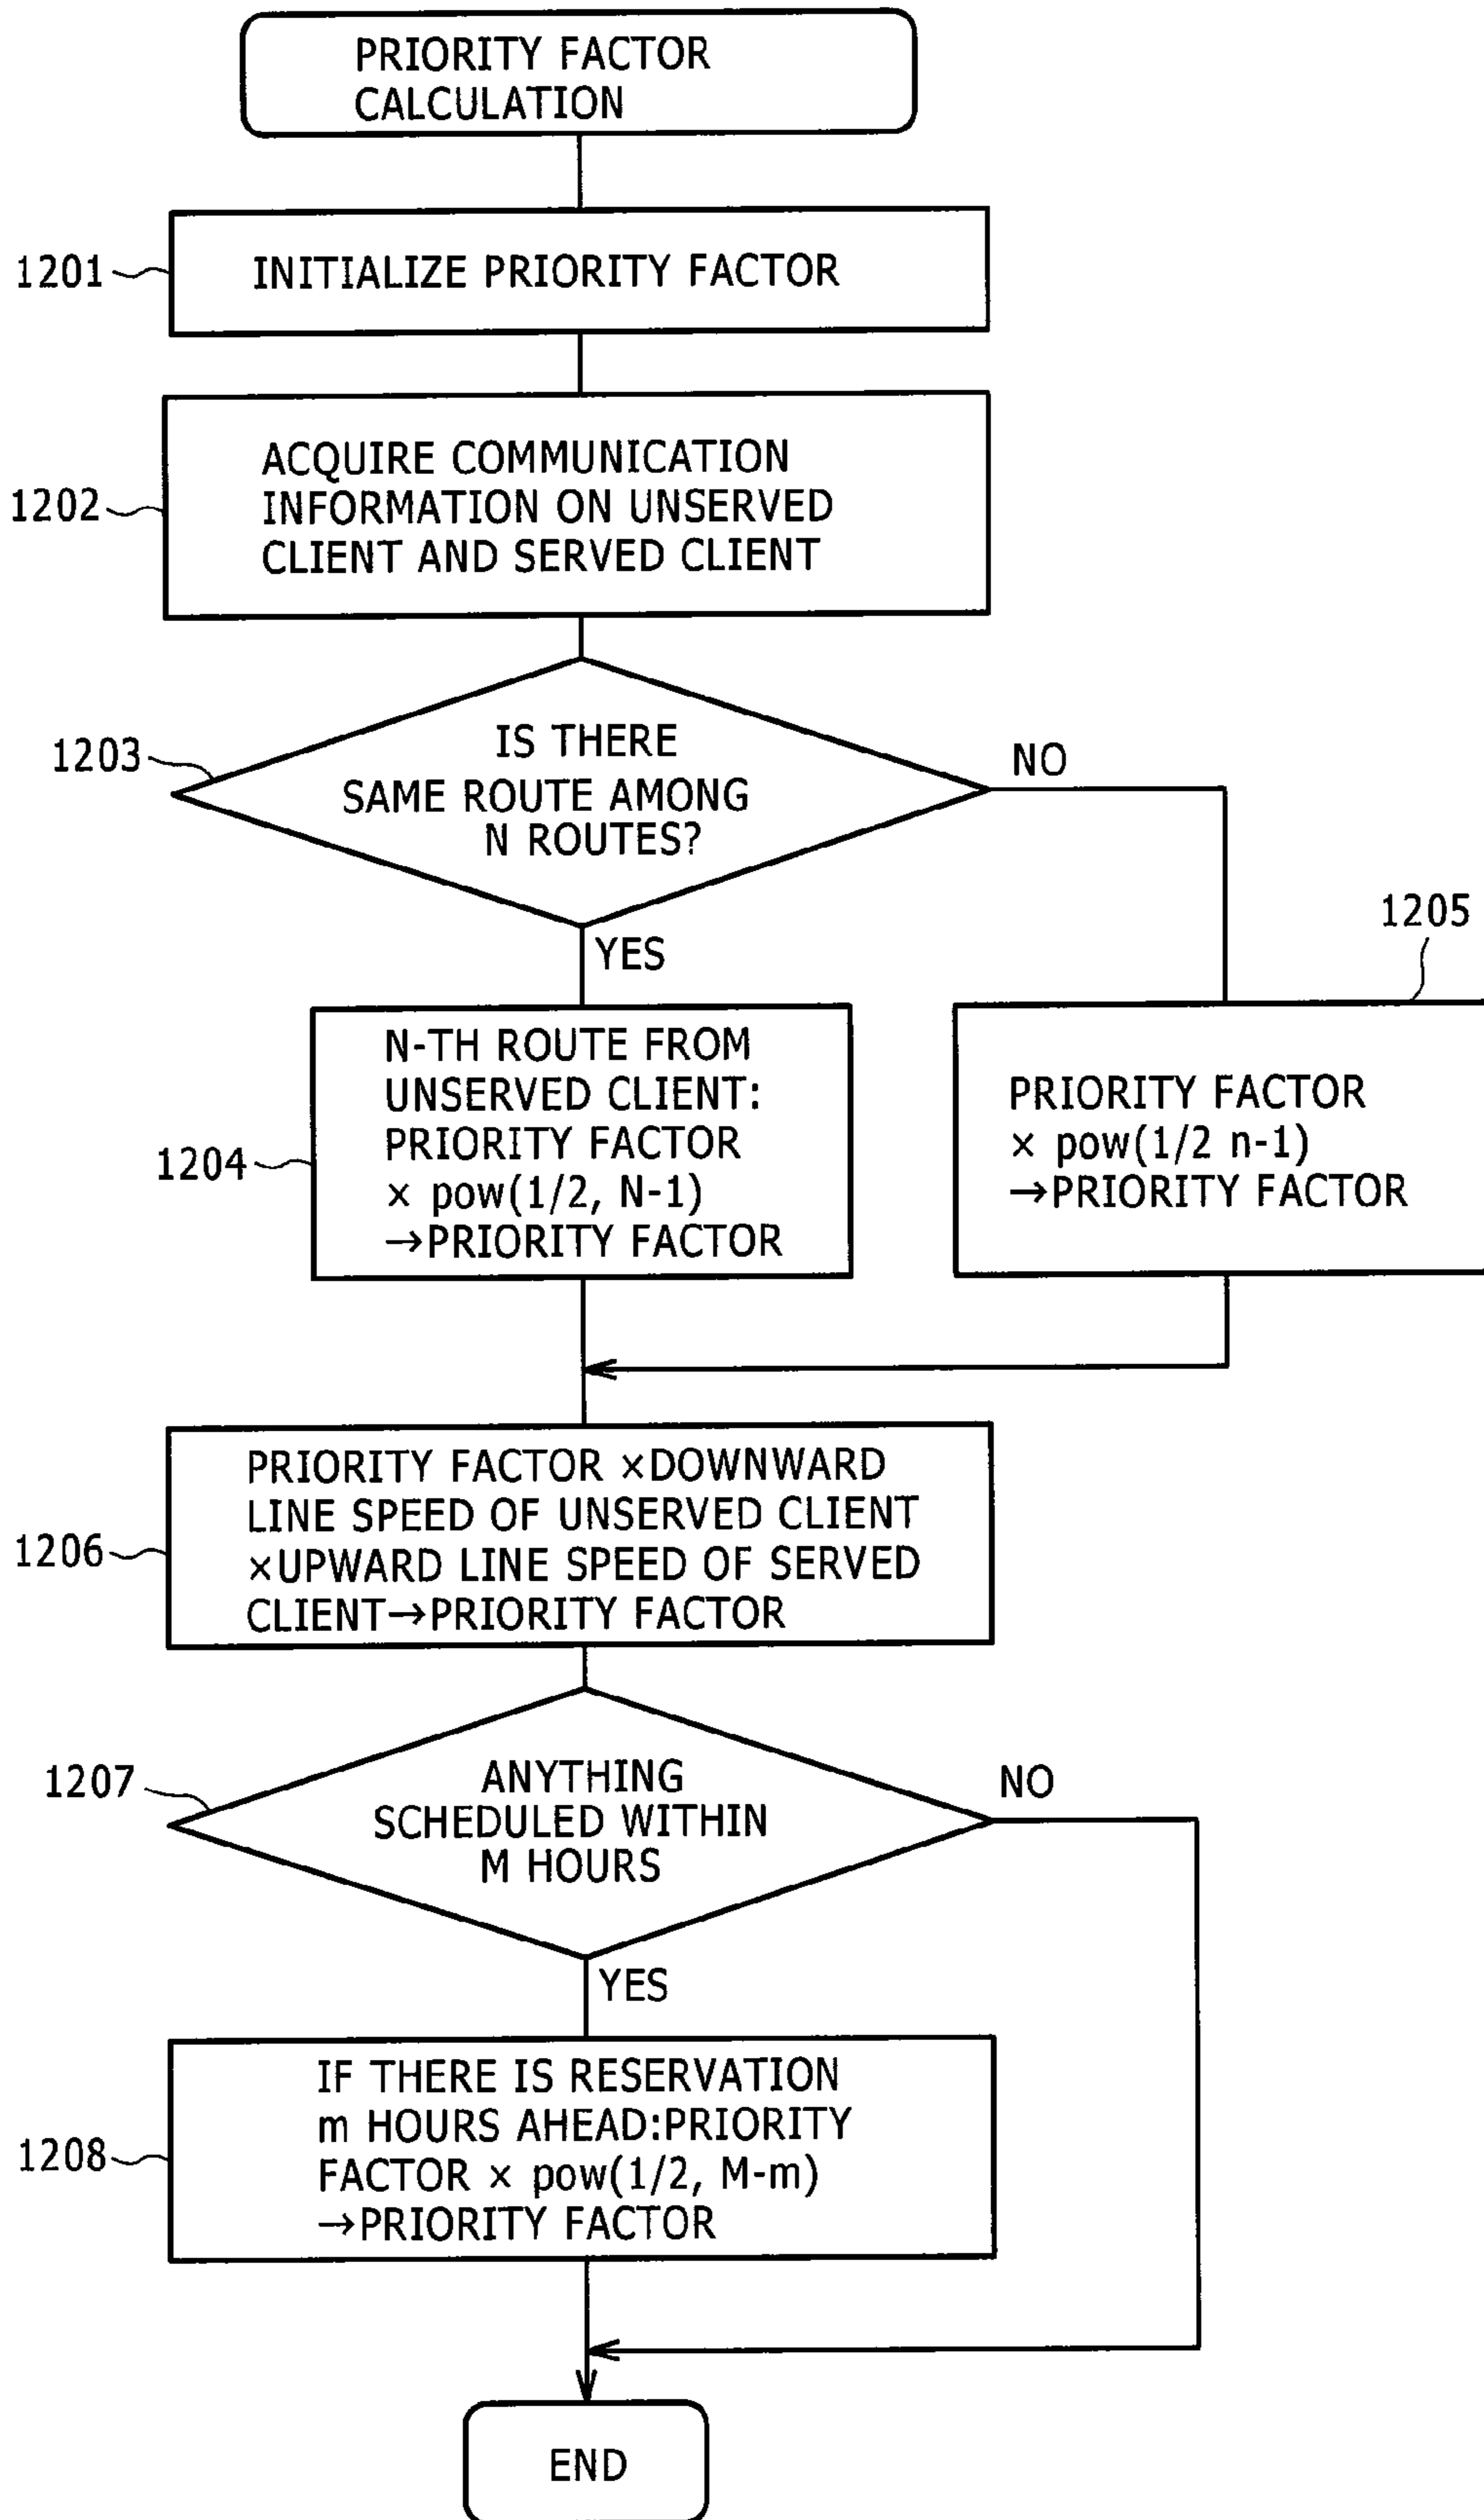 PRIORITY FACTOR
CALCULATION
1201
INITIALIZE PRIORITY FACTOR
1202
ACQUIRE COMMUNICATION
INFORMATION ON UNSERVED
CLIENT AND SERVED CLIENT
1203
IS THERE
SAME ROUTE AMONG
N ROUTES?
NO
YES
1204
N-TH ROUTE FROM
UNSERVED CLIENT:
PRIORITY FACTOR
× pow(1/2, N-1)
→PRIORITY FACTOR
1205
PRIORITY FACTOR
× pow(1/2 n-1)
→PRIORITY FACTOR
1206
PRIORITY FACTOR ×DOWNWARD
LINE SPEED OF UNSERVED CLIENT
×UPWARD LINE SPEED OF SERVED
CLIENT→PRIORITY FACTOR
1207
ANYTHING
SCHEDULED WITHIN
M HOURS
NO
YES
1208
IF THERE IS RESERVATION
m HOURS AHEAD:PRIORITY
FACTOR × pow(1/2, M-m)
→PRIORITY FACTOR
END